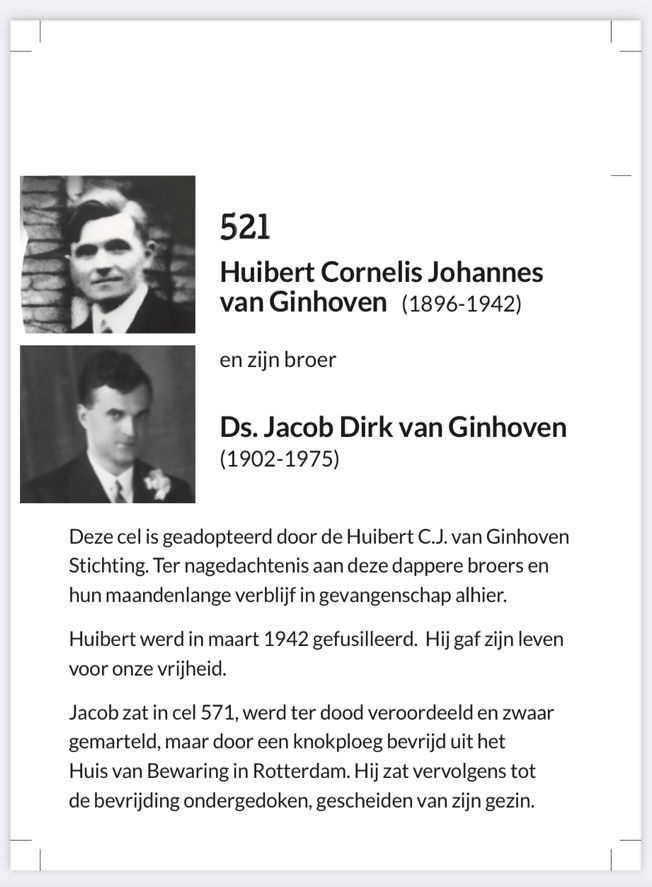 521
Huibert Cornelis Johannes
van Ginhoven (1896-1942)
en zijn broer
Ds. Jacob Dirk van Ginhoven
(1902-1975)
Deze cel is geadopteerd door de Huibert C.J. van Ginhoven
Stichting. Ter nagedachtenis aan deze dappere broers en
hun maandenlange verblijf in gevangenschap alhier.
Huibert werd in maart 1942 gefusilleerd. Hij gaf zijn leven
voor onze vrijheid.
Jacob zat in cel 571, werd ter dood veroordeeld en zwaar
gemarteld, maar door een knokploeg bevrijd uit het
Huis van Bewaring in Rotterdam. Hij zat vervolgens tot
de bevrijding ondergedoken, gescheiden van zijn gezin.